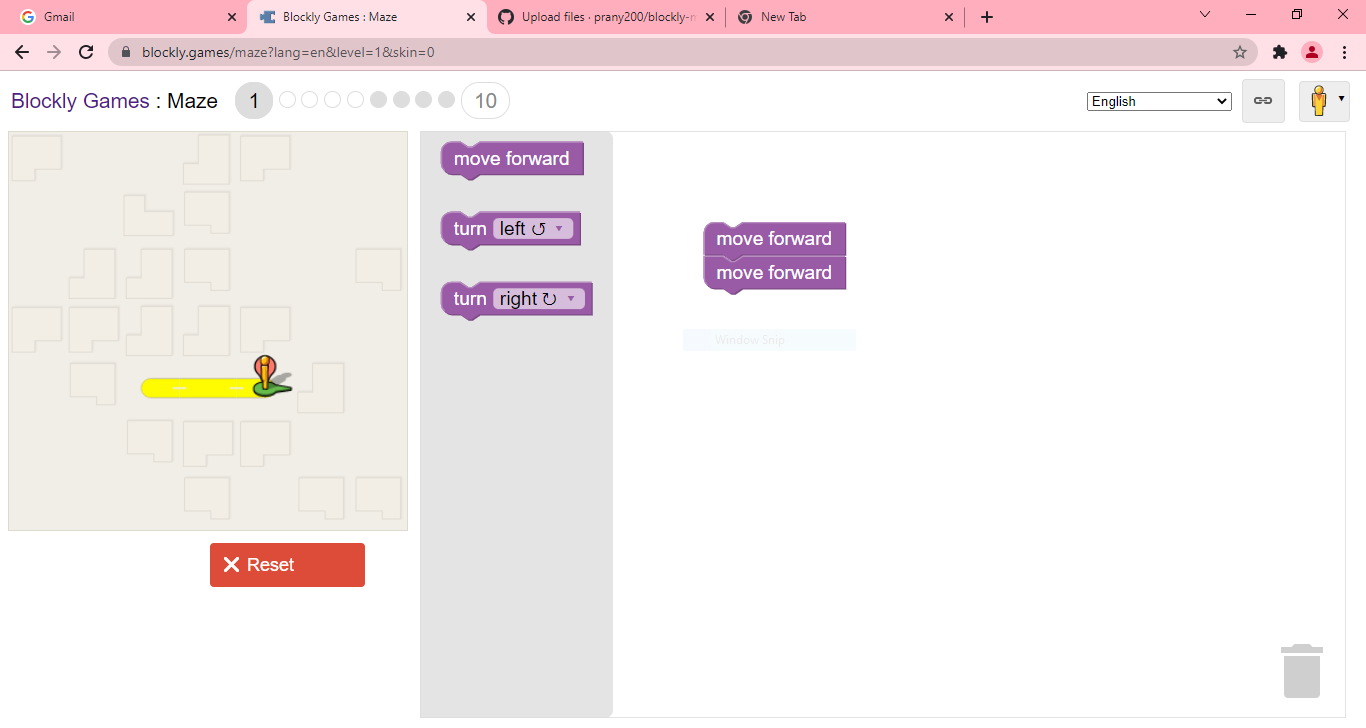 Gmail
Blockly Games : Maze
Upload files · prany200/blockly-n
New Tab
blockly.games/maze?lang=en&level=1&skin=0
Blockly Games : Maze
1
10
English
move forward
turn left
turn right
move forward
move forward
Window Snip
Reset